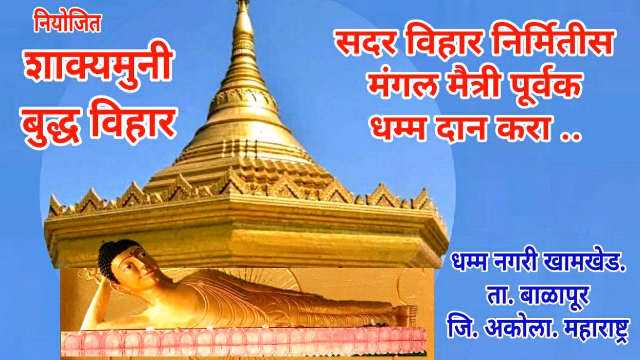 नियोजित
शाक्यमुनी
बुद्ध विहार
सदर विहार निर्मितीस
मंगल मैत्री पूर्वक
धम्म दान करा ..
धम्म नगरी खामखेड.
ता. बाळापूर
जि. अकोला. महाराष्ट्र